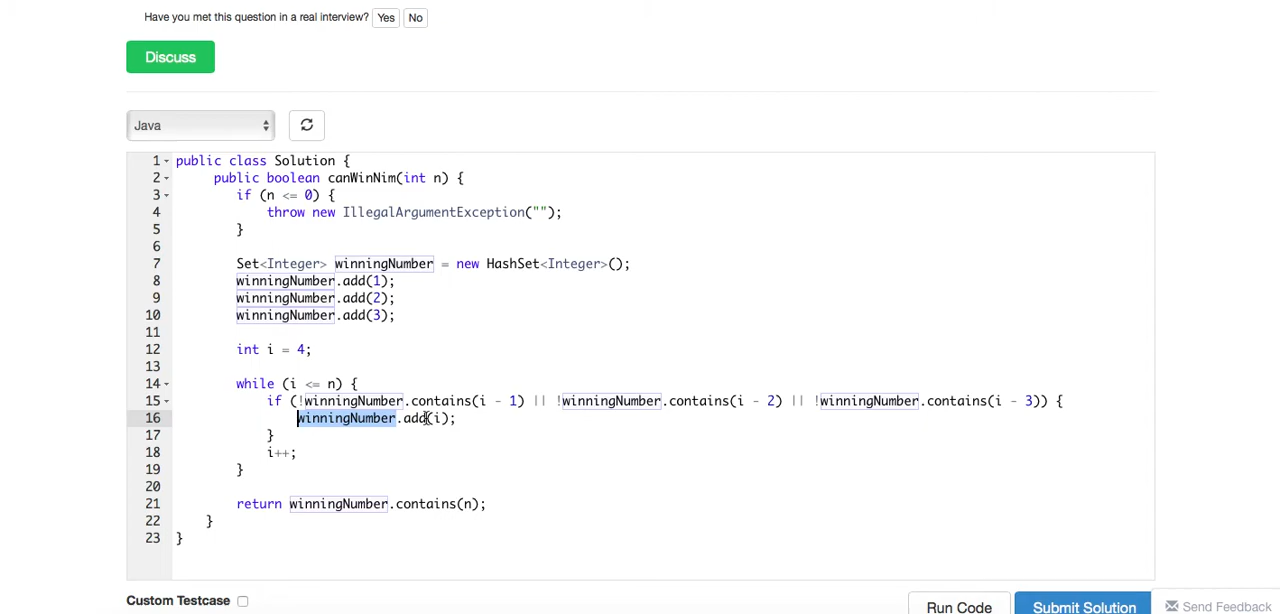 Have you met this question in a real interview? Yes No
Discuss
Java
1 public class Solution {
2 public boolean canWinNim(int n) {
3 if (n <= 0) {
4 throw new IllegalArgumentException("");
5 }
6
7 Set<Integer> winningNumber = new HashSet<Integer>();
8 winningNumber.add(1);
9 winningNumber.add(2);
10 winningNumber.add(3);
11
12 int i = 4;
13
14 while (i <= n) {
15 if (!winningNumber.contains(i - 1) || !winningNumber.contains(i - 2) || !winningNumber.contains(i - 3)) {
16 winningNumber.add(i);
17 }
18 i++;
19 }
20
21 return winningNumber.contains(n);
22 }
23 }
Custom Testcase Run Code Submit Solution Send Feedback